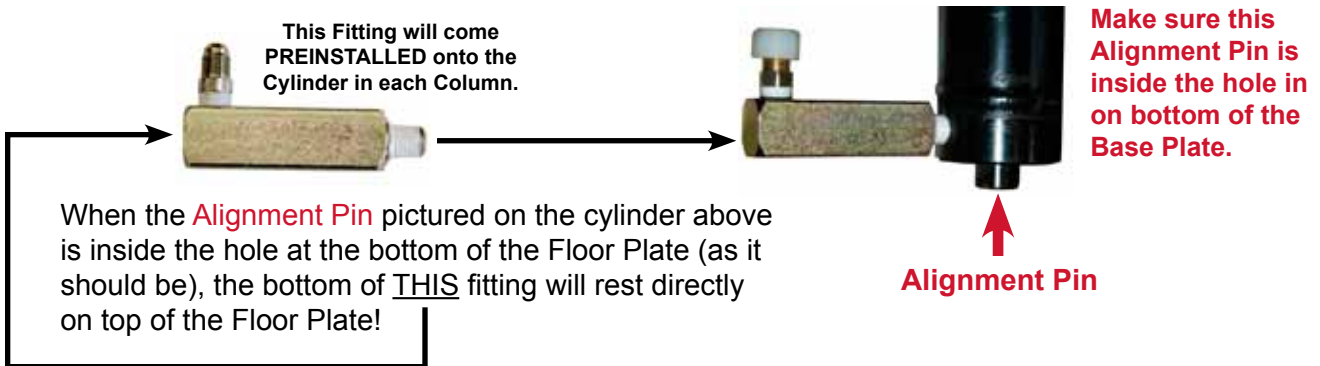 This Fitting will come
PREINSTALLED onto the
Cylinder in each Column.
Make sure this
Alignment Pin is
inside the hole in
on bottom of the
Base Plate.
When the Alignment Pin pictured on the cylinder above
is inside the hole at the bottom of the Floor Plate (as it
should be), the bottom of THIS fitting will rest directly
on top of the Floor Plate!
Alignment Pin